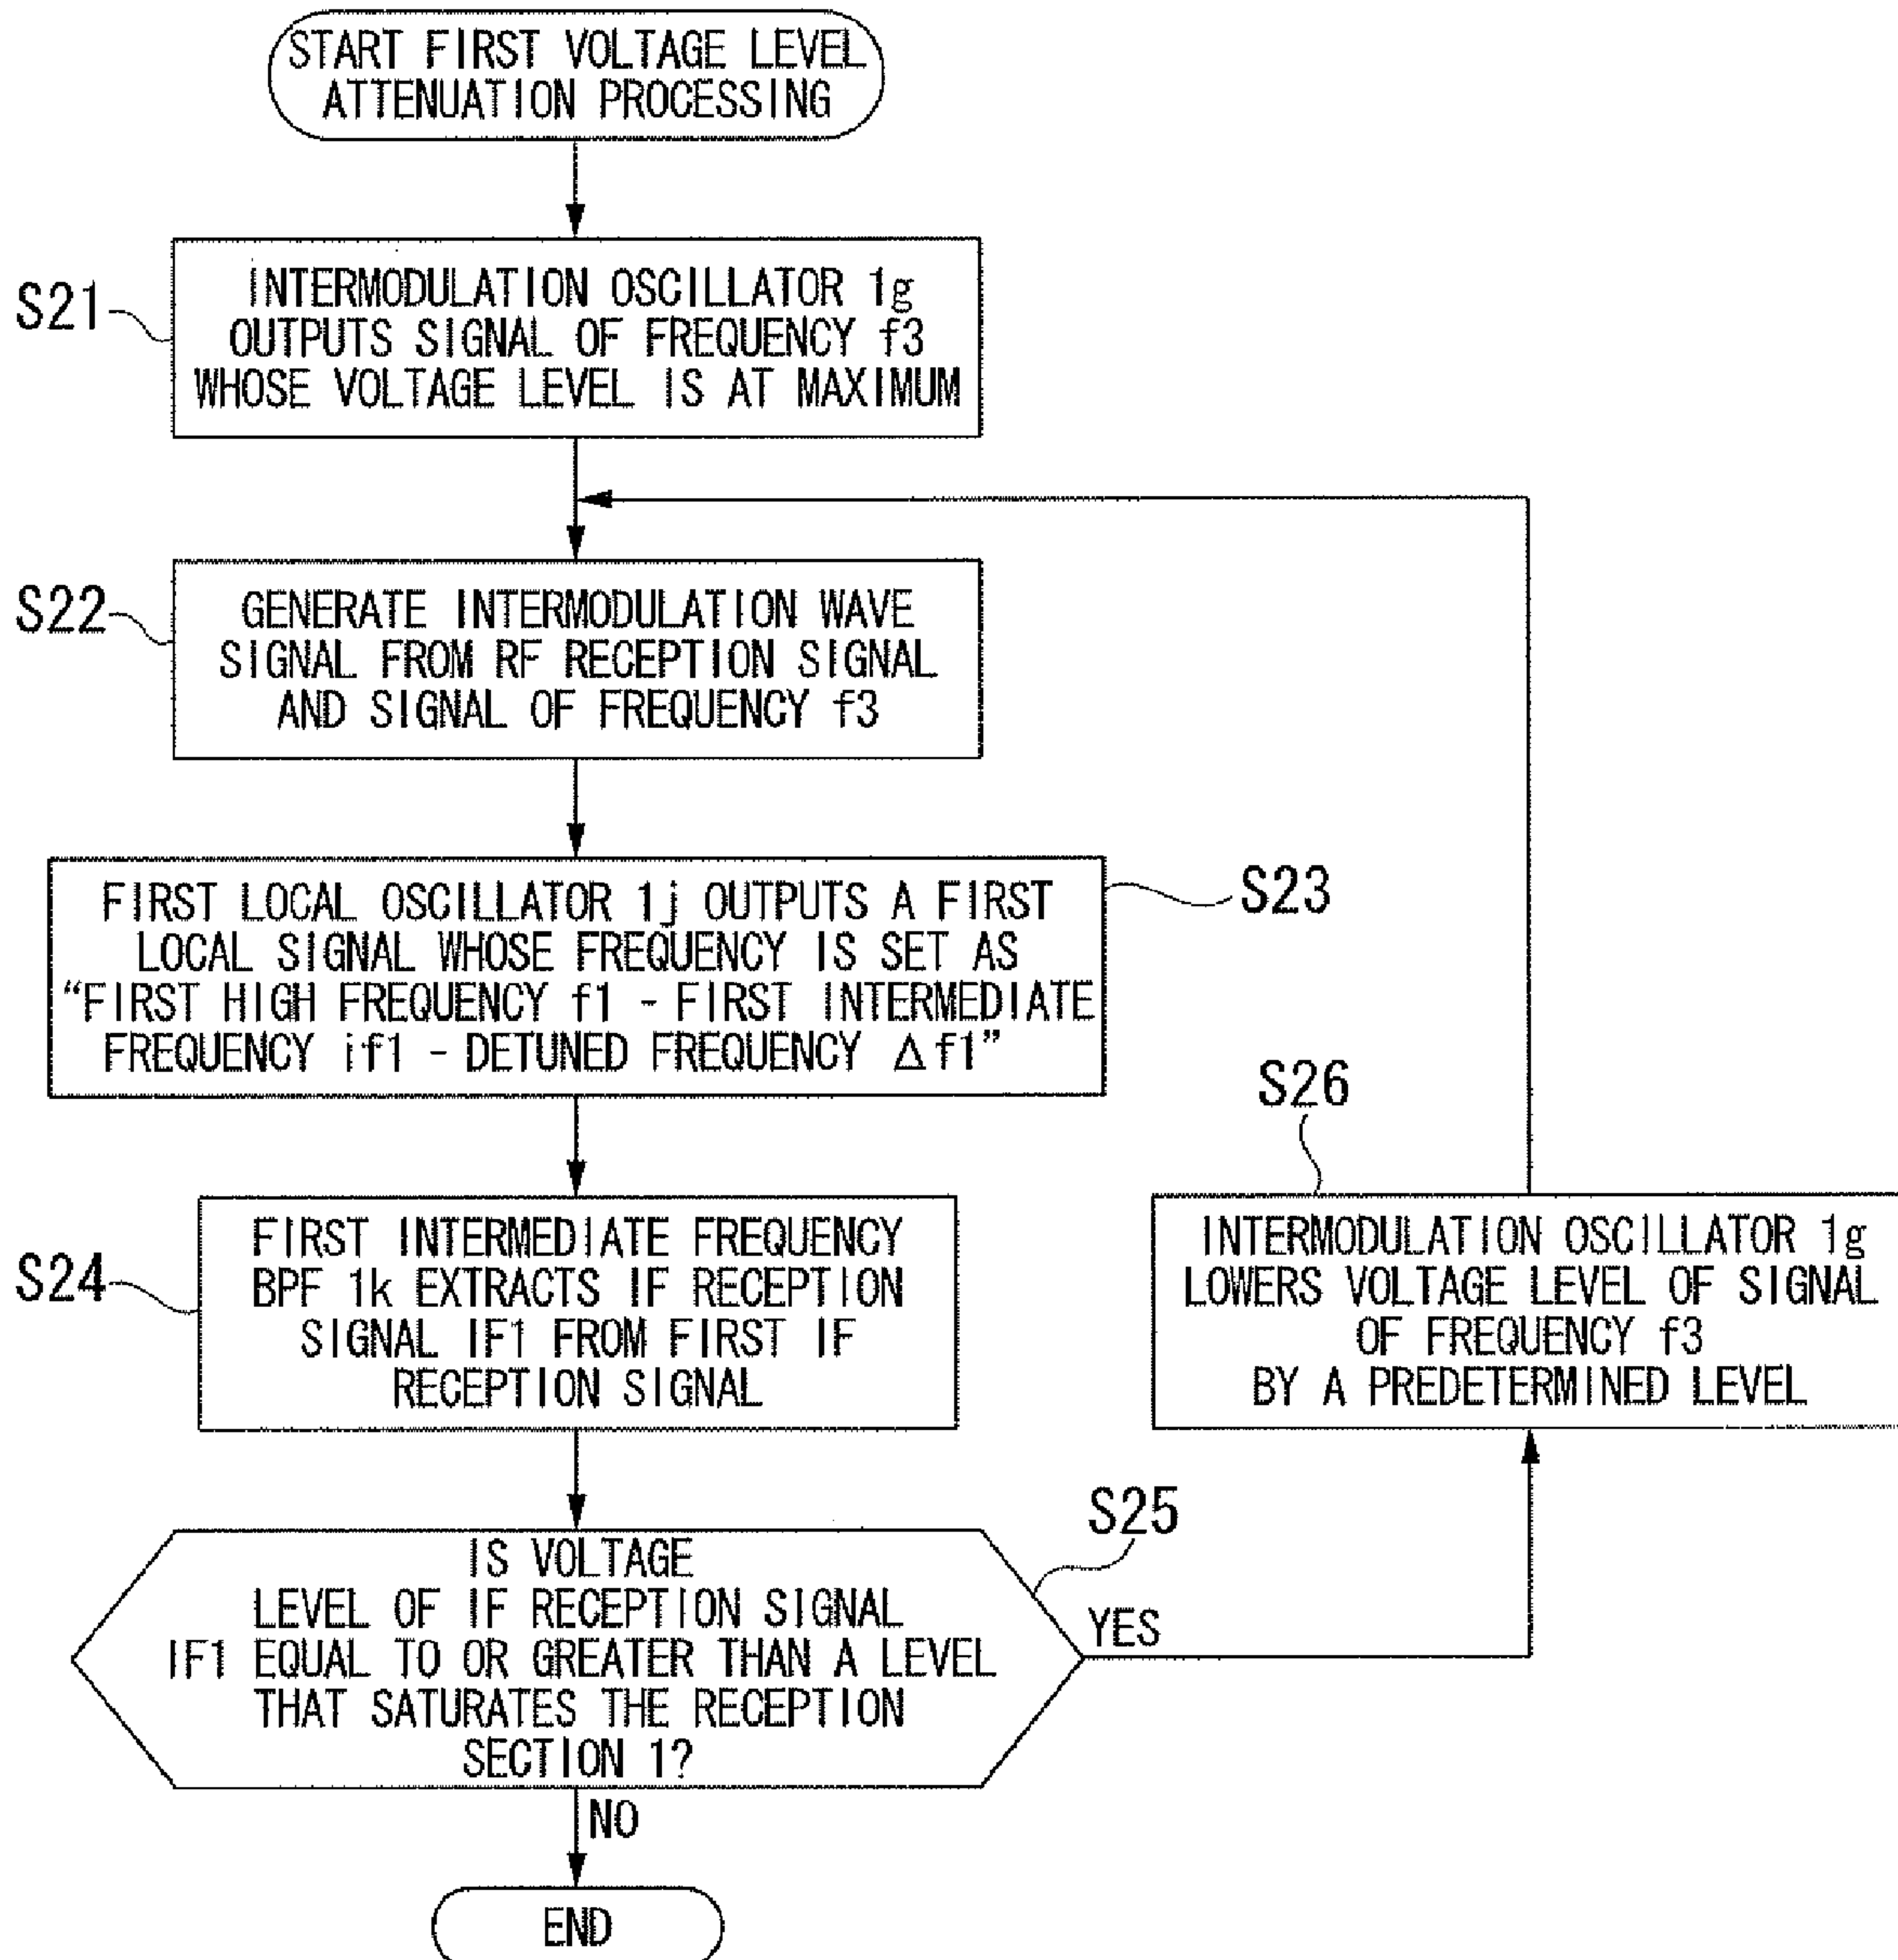 START FIRST VOLTAGE LEVEL
ATTENUATION PROCESSING
S21
INTERMODULATION OSCILLATOR 1g
OUTPUTS SIGNAL OF FREQUENCY f3
WHOSE VOLTAGE LEVEL IS AT MAXIMUM
S22
GENERATE INTERMODULATION WAVE
SIGNAL FROM RF RECEPTION SIGNAL
AND SIGNAL OF FREQUENCY f3
S23
FIRST LOCAL OSCILLATOR 1j OUTPUTS A FIRST
LOCAL SIGNAL WHOSE FREQUENCY IS SET AS
“FIRST HIGH FREQUENCY f1 - FIRST INTERMEDIATE
FREQUENCY if1 - DETUNED FREQUENCY Δf1”
S24
FIRST INTERMEDIATE FREQUENCY
BPF 1k EXTRACTS IF RECEPTION
SIGNAL IF1 FROM FIRST IF
RECEPTION SIGNAL
S26
INTERMODULATION OSCILLATOR 1g
LOWERS VOLTAGE LEVEL OF SIGNAL
OF FREQUENCY f3
BY A PREDETERMINED LEVEL
S25
IS VOLTAGE
LEVEL OF IF RECEPTION SIGNAL
IF1 EQUAL TO OR GREATER THAN A LEVEL
THAT SATURATES THE RECEPTION
SECTION 1?
YES
NO
END